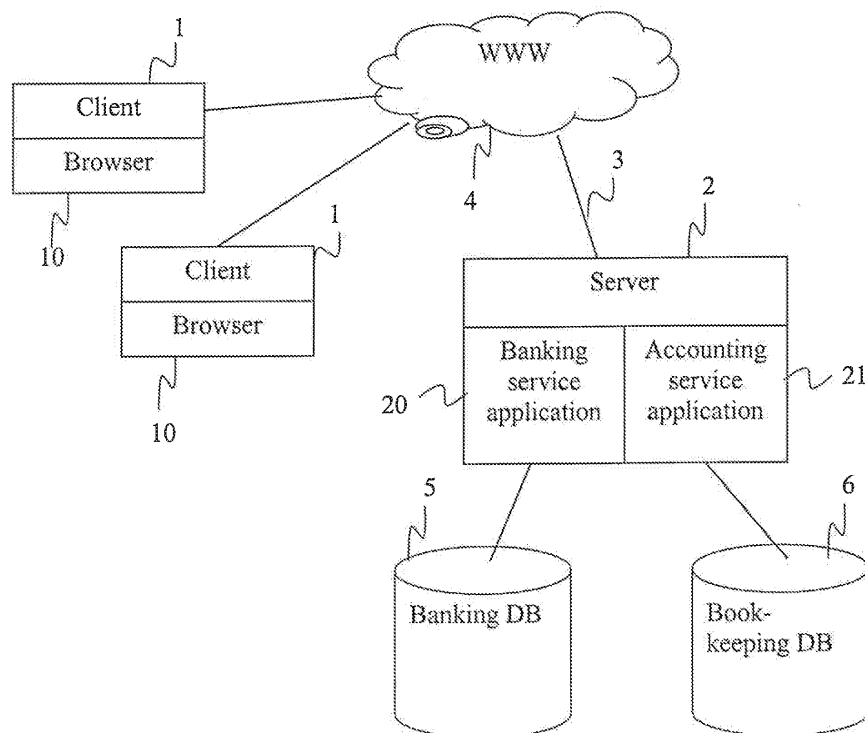 1
WWW
Client
Browser
10
4
3
1
2
Client
Browser
10
Server
Banking
service
application
20
Accounting
service
application
21
5
6
Banking DB
Book-
keeping DB